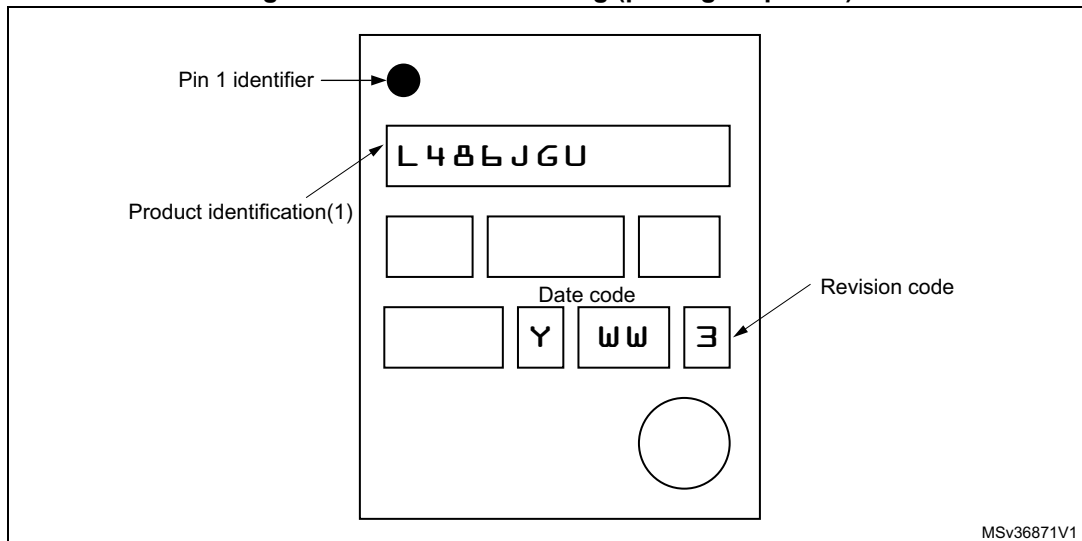 Pin 1 identifier
L486JGU
Product identification(1)
Date code
Revision code
Y WW 3
MSv36871V1